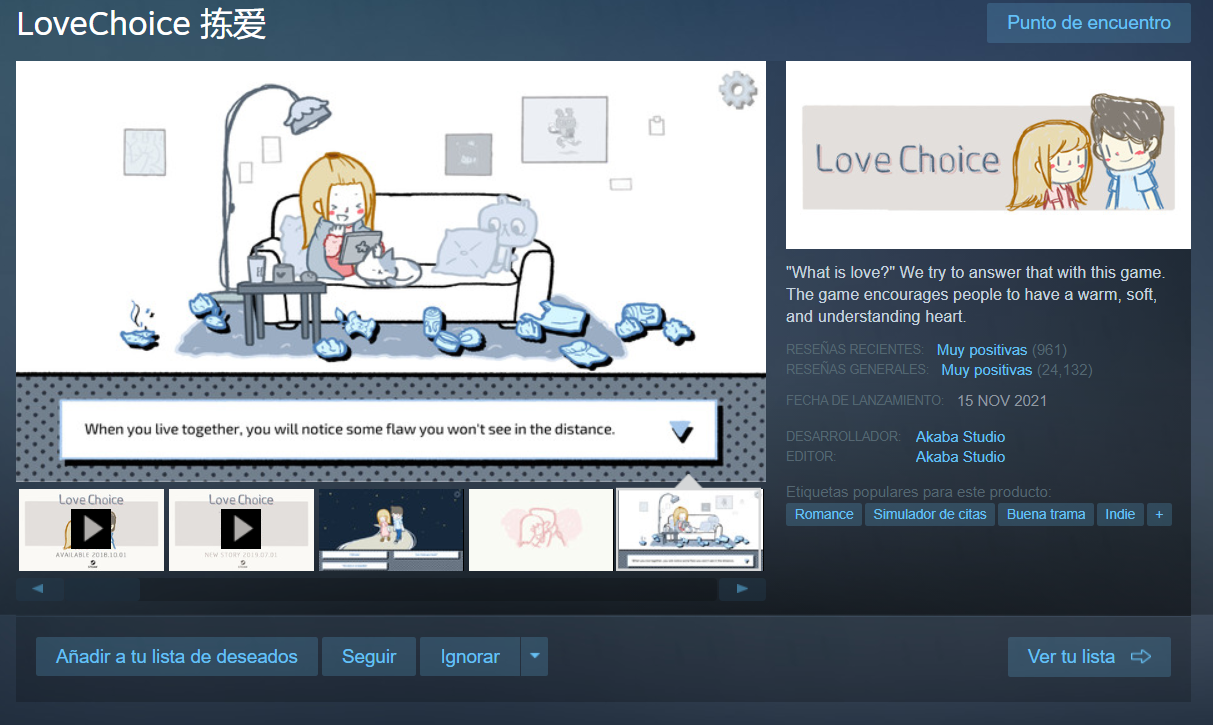 LoveChoice 拣爱
Punto de encuentro
When you live together, you will notice some flaw you won't see in the distance.
Love Choice
AVAILABLE 2018.10.01
Love Choice
NEW STORY 2019.07.01
Love Choice
"What is love?" We try to answer that with this game.
The game encourages people to have a warm, soft,
and understanding heart.
RESEÑAS RECIENTES: Muy positivas (961)
RESEÑAS GENERALES: Muy positivas (24,132)
FECHA DE LANZAMIENTO: 15 NOV 2021
DESARROLLADOR: Akaba Studio
EDITOR: Akaba Studio
Etiquetas populares para este producto:
Romance Simulador de citas Buena trama Indie +
Añadir a tu lista de deseados Seguir Ignorar Ver tu lista